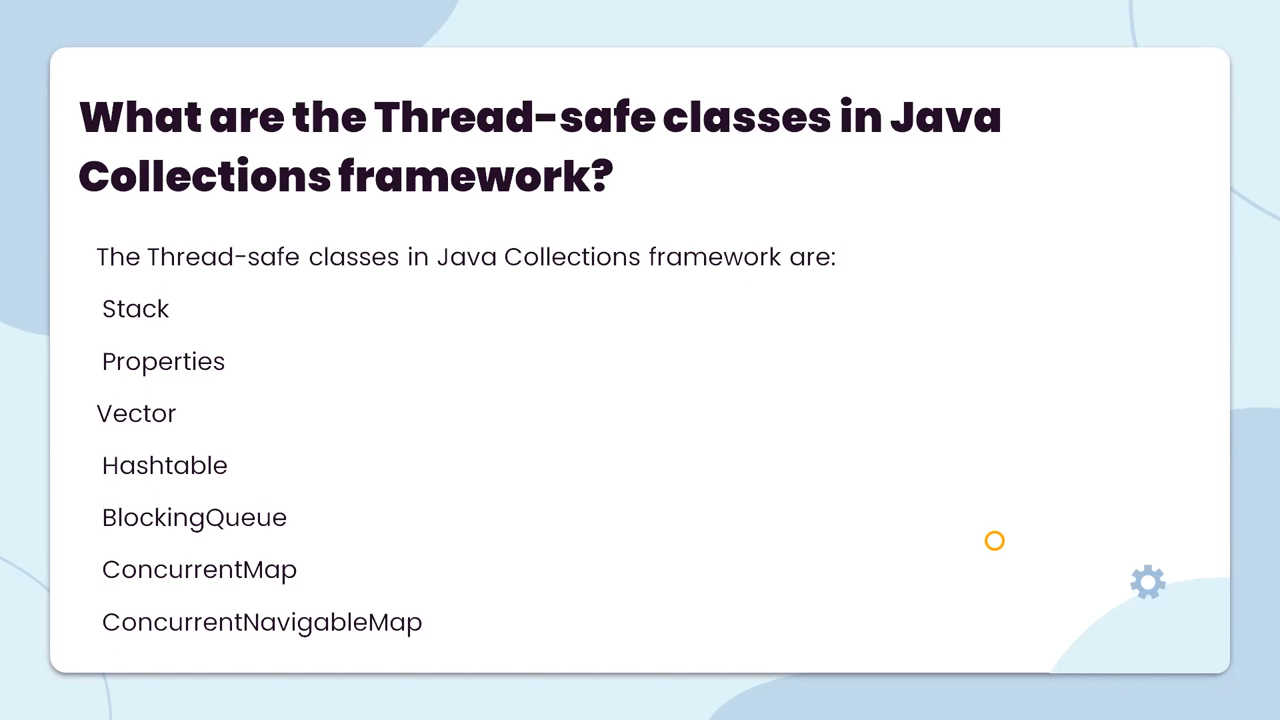 What are the Thread-safe classes in Java
Collections framework?
The Thread-safe classes in Java Collections framework are:
Stack
Properties
Vector
Hashtable
BlockingQueue
ConcurrentMap
ConcurrentNavigableMap